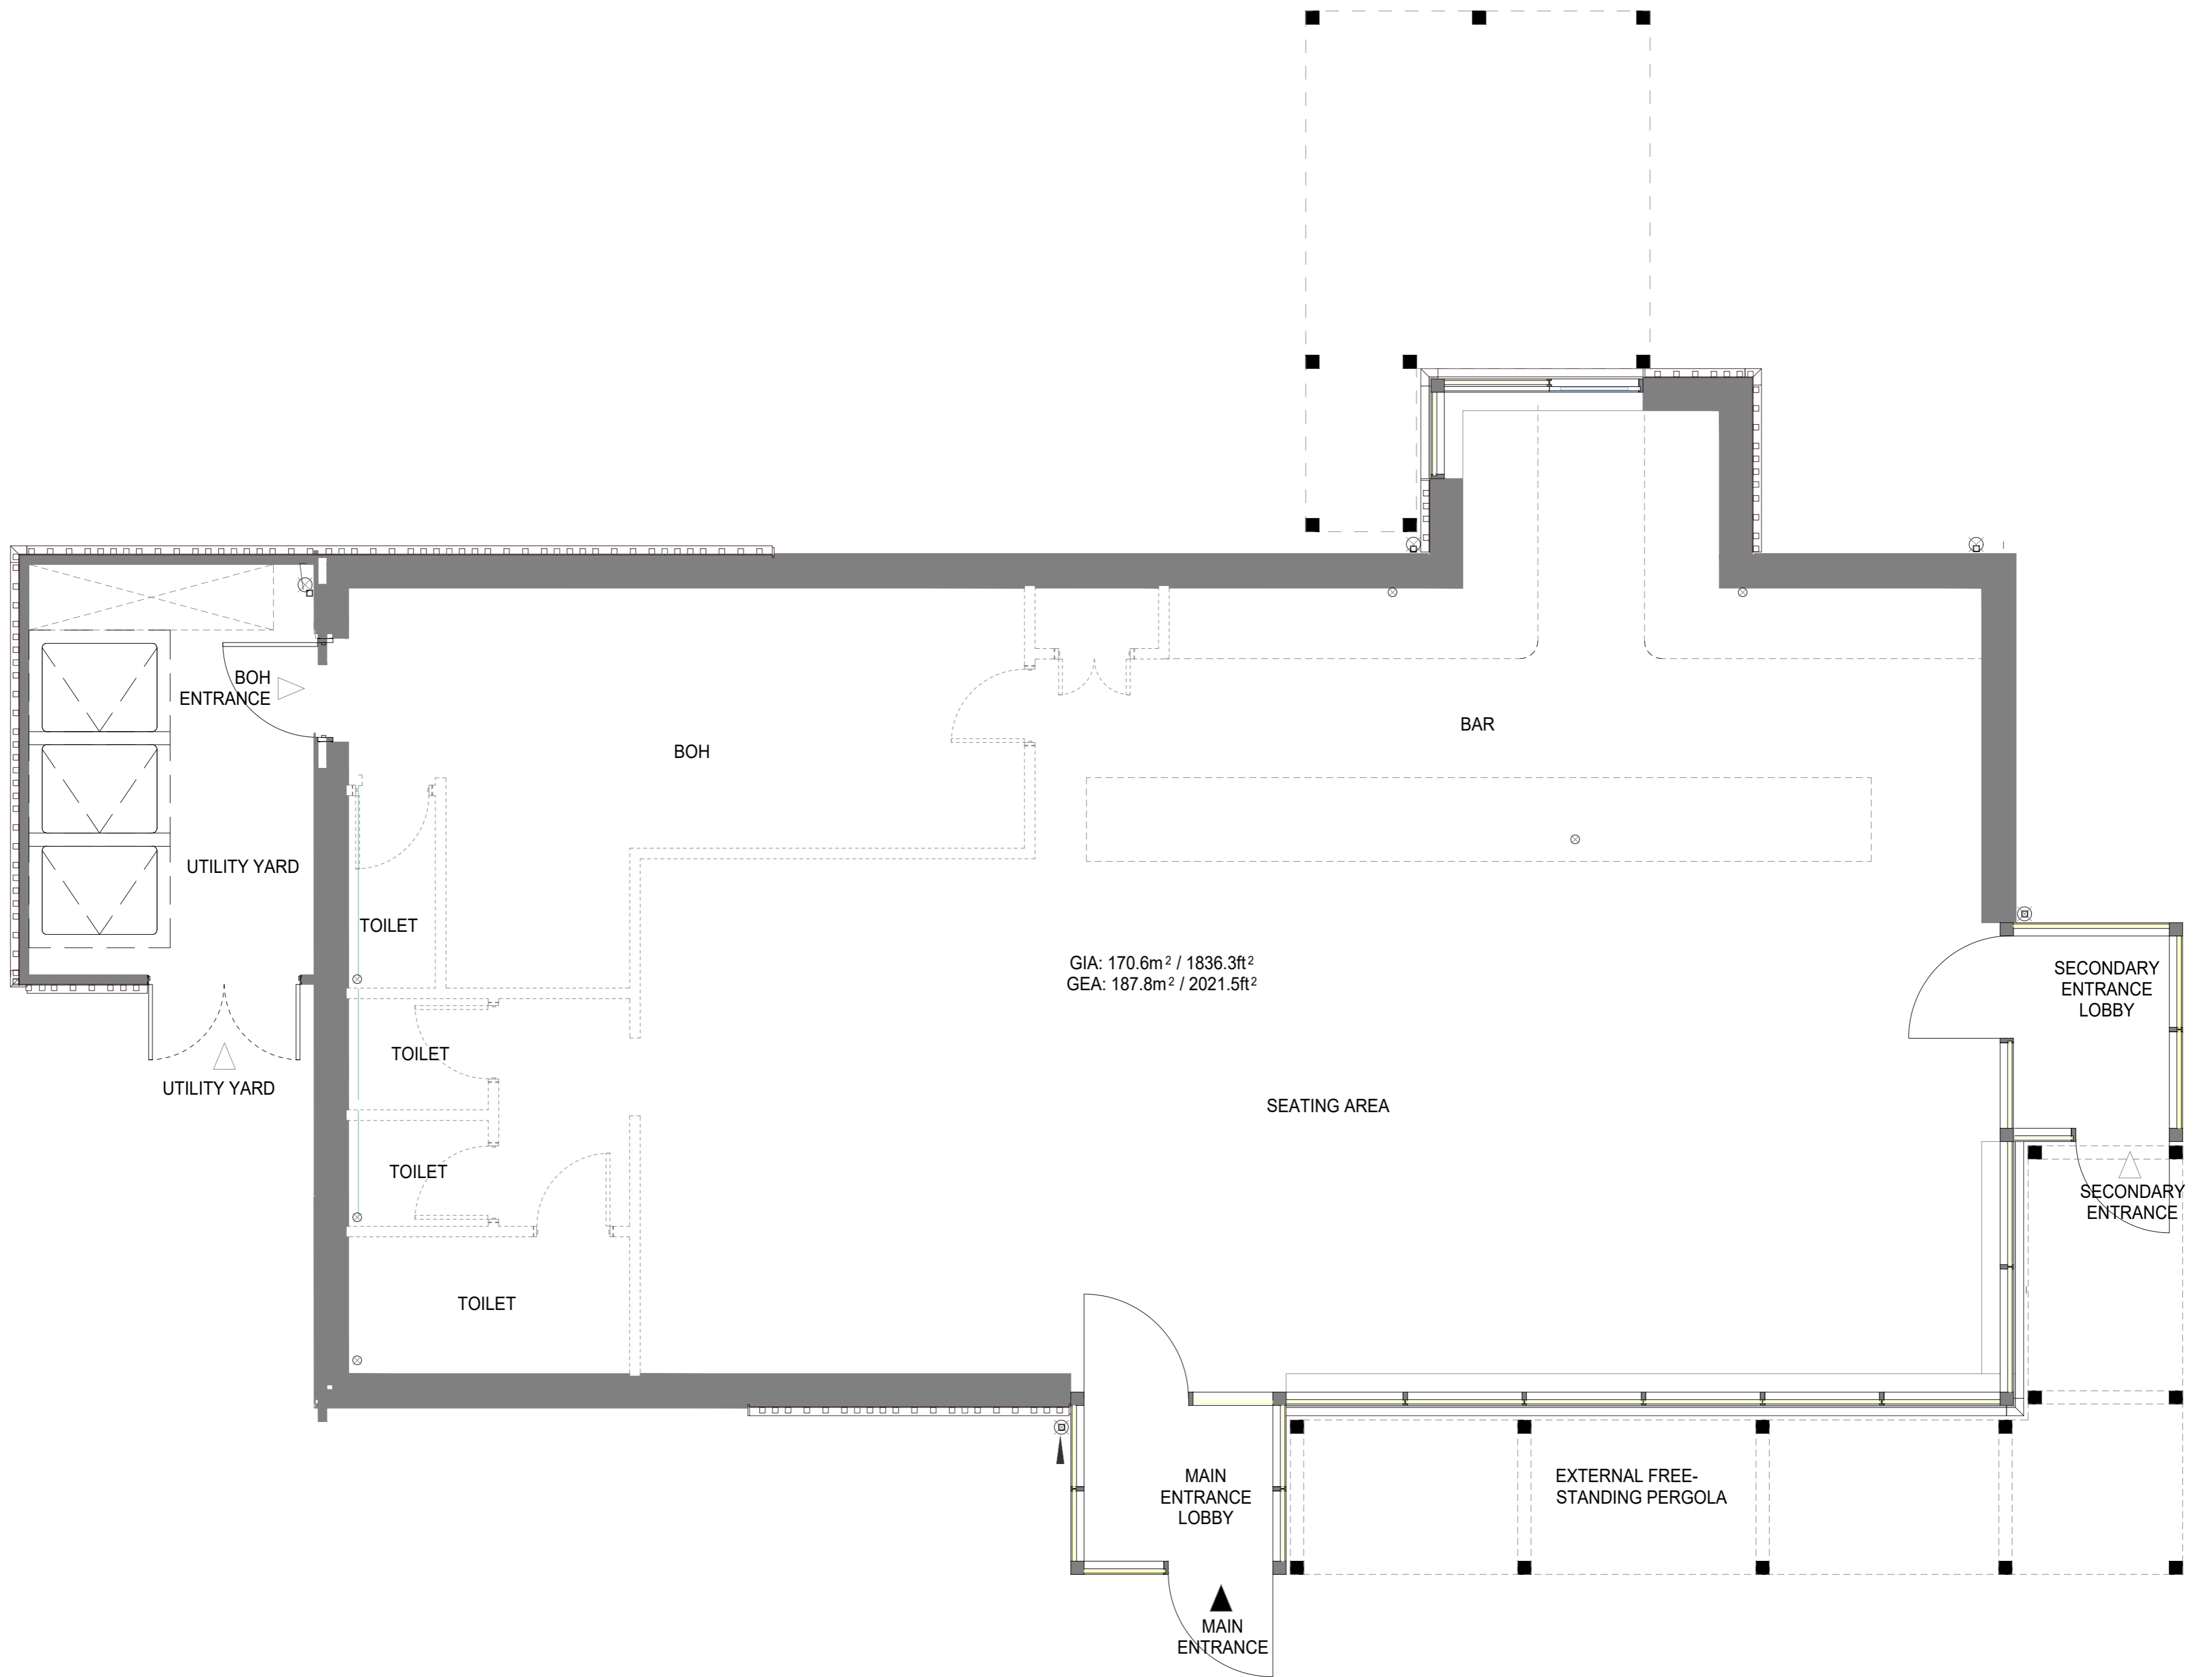 BOH
ENTRANCE
BOH
BAR
UTILITY YARD
TOILET
GIA: 170.6m² / 1836.3ft²
GEA: 187.8m² / 2021.5ft²
SECONDARY
ENTRANCE
LOBBY
TOILET
UTILITY YARD
SEATING AREA
TOILET
SECONDARY
ENTRANCE
TOILET
MAIN
ENTRANCE
LOBBY
EXTERNAL FREE-
STANDING PERGOLA
MAIN
ENTRANCE